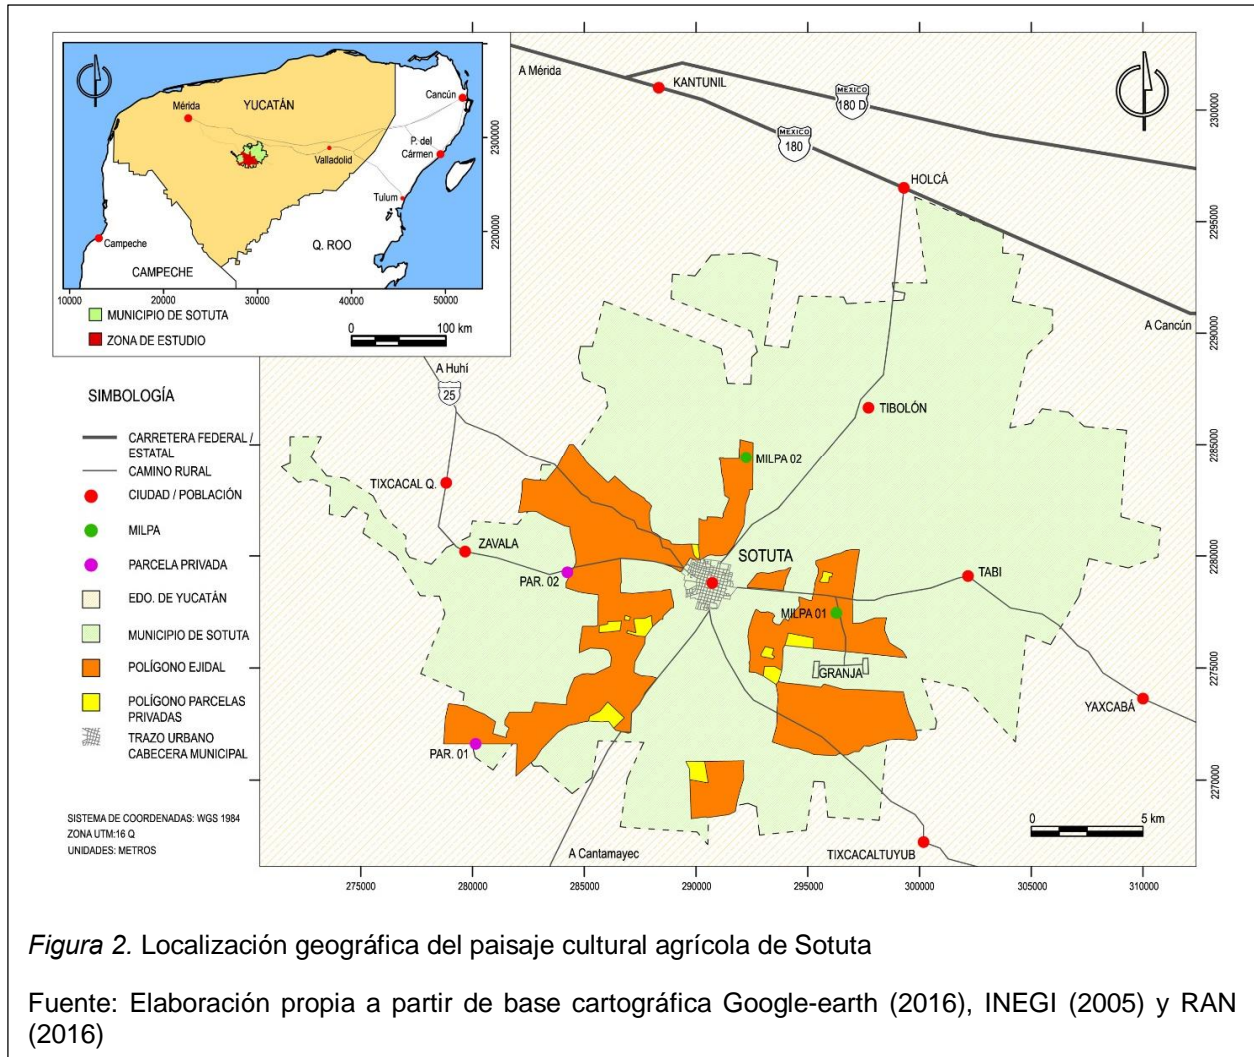 YUCATÁN
Mérida
Cancún
P. del
Cármen
Valladolid
Tulum
Campeche
Q. ROO
CAMPECHE
2300000
2200000
10000 20000 30000 40000 50000
MUNICIPIO DE SOTUTA
ZONA DE ESTUDIO
0 100 km
A Mérida
KANTUNIL
MEXICO
180 D
MEXICO
180
HOLCÁ
A Cancún
A Huhí
25
TIBOLÓN
MILPA 02
TIXCACAL Q.
ZAVALA
SOTUTA
PAR. 02
TABI
MILPA 01
GRANJA
YAXCABÁ
PAR. 01
A Cantamayec
TIXCACALTUYUB
0 5 km
2300000
2295000
2290000
2285000
2280000
2275000
2270000
275000 280000 285000 290000 295000 300000 305000 310000
SIMBOLOGÍA
CARRETERA FEDERAL /
ESTATAL
CAMINO RURAL
CIUDAD / POBLACIÓN
MILPA
PARCELA PRIVADA
EDO. DE YUCATÁN
MUNICIPIO DE SOTUTA
POLÍGONO EJIDAL
POLÍGONO PARCELAS
PRIVADAS
TRAZO URBANO
CABECERA MUNICIPAL
SISTEMA DE COORDENADAS: WGS 1984
ZONA UTM:16 Q
UNIDADES: METROS
Figura 2. Localización geográfica del paisaje cultural agrícola de Sotuta
Fuente: Elaboración propia a partir de base cartográfica Google-earth (2016), INEGI (2005) y RAN
(2016)